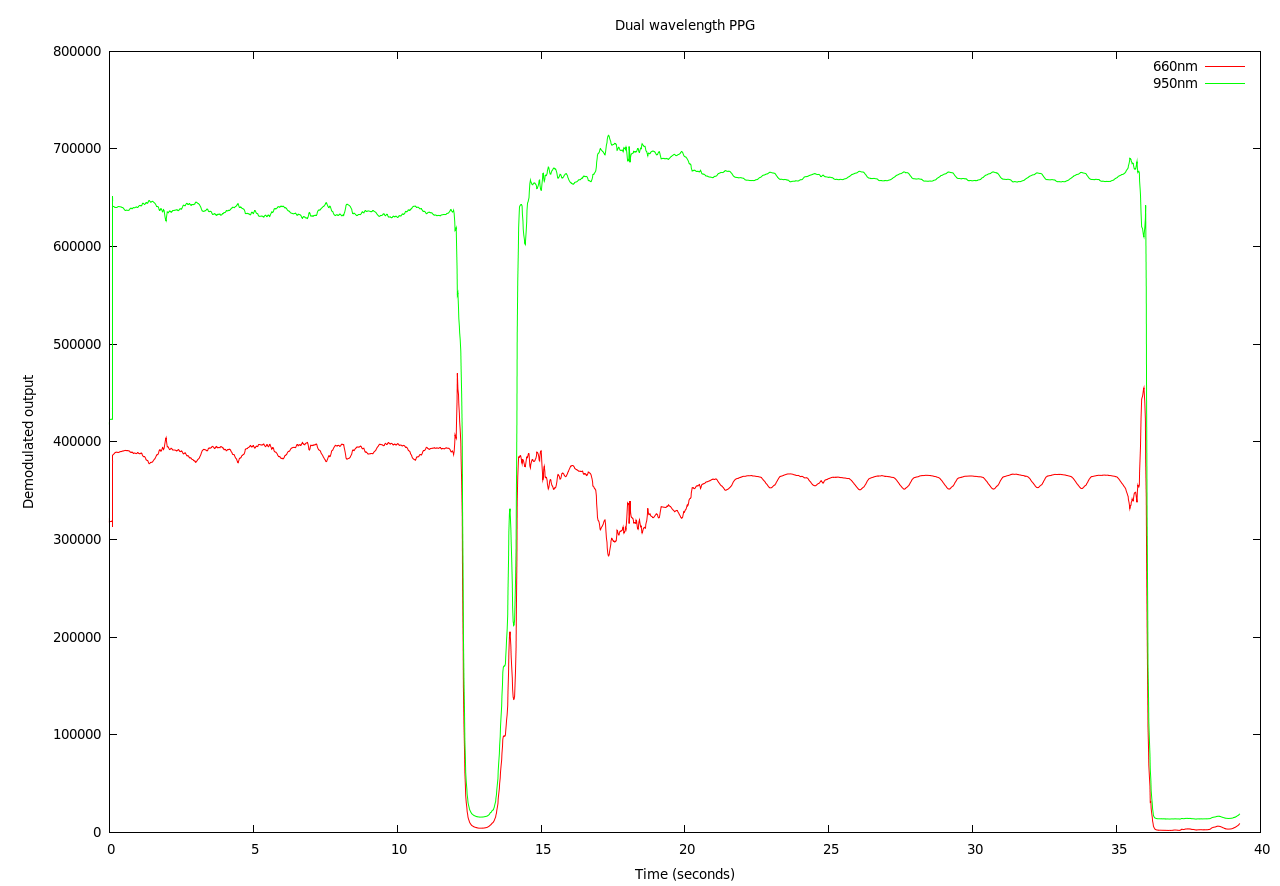 Dual wavelength PPG
660nm
950nm
800000
700000
600000
500000
400000
300000
200000
100000
0
Demodulated output
0 5 10 15 20 25 30 35 40
Time (seconds)